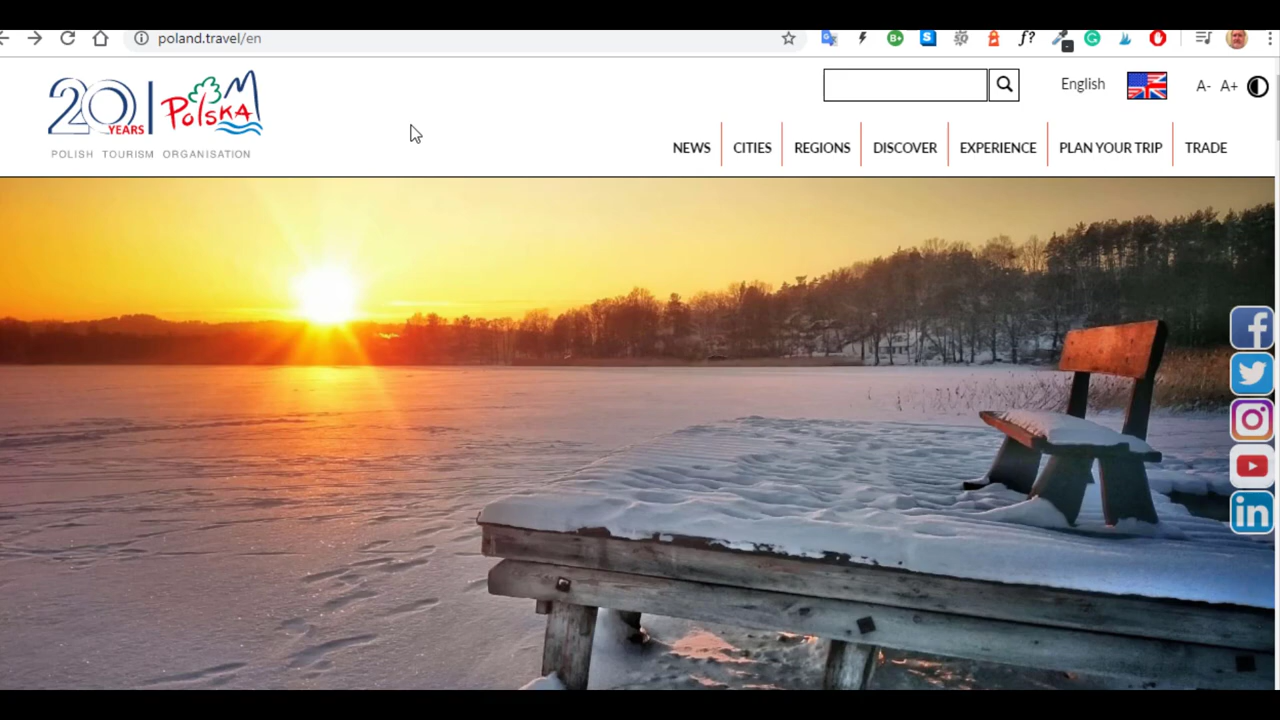 poland.travel/en
20 YEARS POLSKA
POLISH TOURISM ORGANISATION
English
A- A+
NEWS
CITIES
REGIONS
DISCOVER
EXPERIENCE
PLAN YOUR TRIP
TRADE